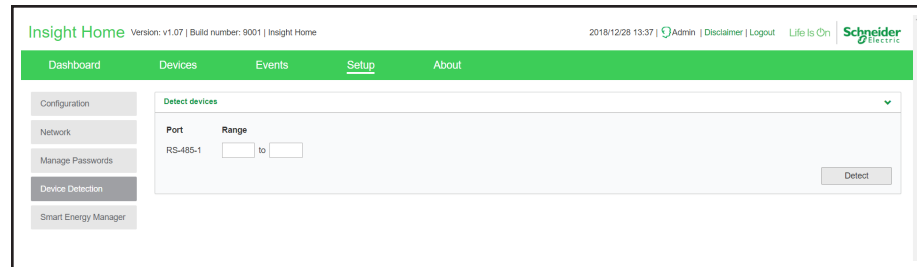 Insight Home Version: v1.07 | Build number: 9001 | Insight Home
2018/12/28 13:37 | Admin | Disclaimer | Logout Life Is On Schneider Electric
Dashboard Devices Events Setup About
Configuration
Network
Manage Passwords
Device Detection
Smart Energy Manager
Detect devices
Port Range
RS-485-1 to
Detect